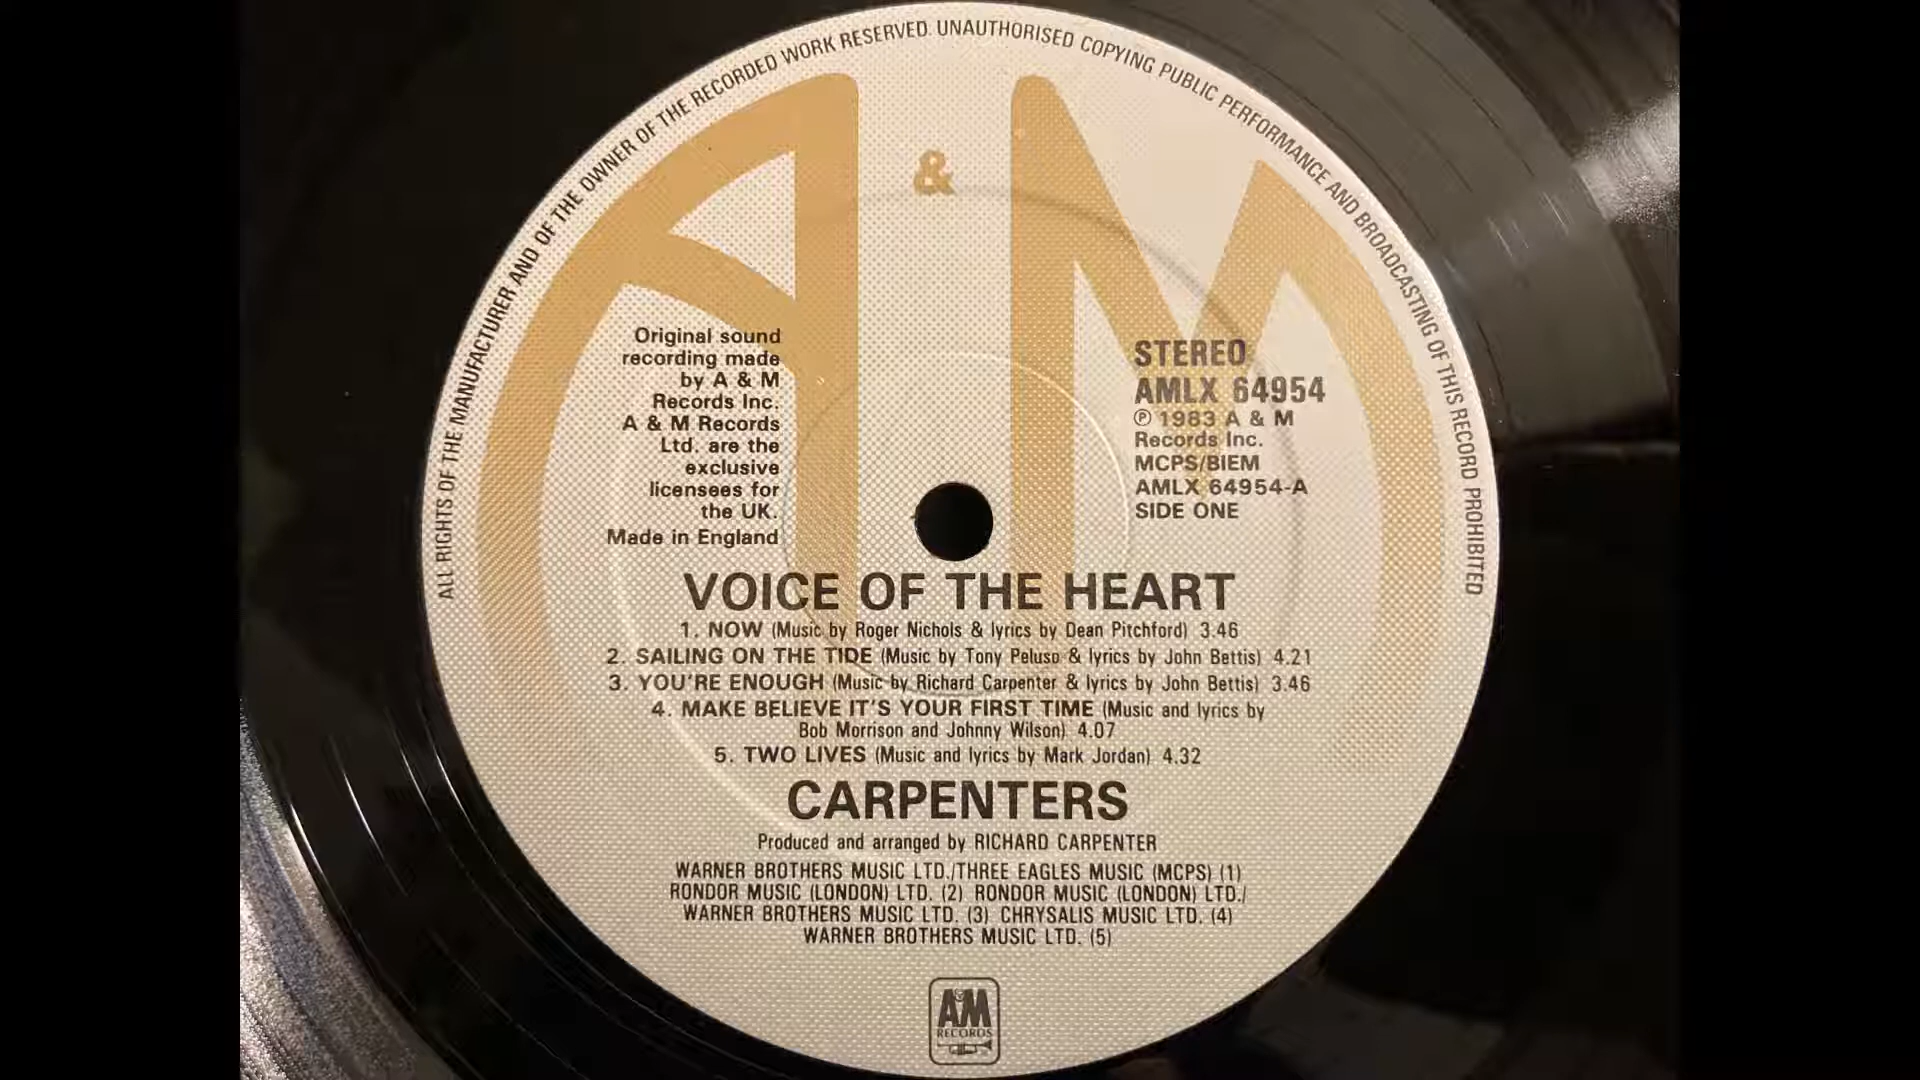 ALL RIGHTS OF THE MANUFACTURER AND OF THE OWNER OF THE RECORDED WORK RESERVED. UNAUTHORISED COPYING PUBLIC PERFORMANCE AND BROADCASTING OF THIS RECORD PROHIBITED
A & M
Original sound
recording made
by A & M
Records Inc.
A & M Records
Ltd. are the
exclusive
licensees for
the UK.
Made in England
STEREO
AMLX 64954
℗ 1983 A & M
Records Inc.
MCPS/BIEM
AMLX 64954-A
SIDE ONE
VOICE OF THE HEART
1. NOW (Music by Roger Nichols & lyrics by Dean Pitchford) 3.46
2. SAILING ON THE TIDE (Music by Tony Peluso & lyrics by John Bettis) 4.21
3. YOU'RE ENOUGH (Music by Richard Carpenter & lyrics by John Bettis) 3.46
4. MAKE BELIEVE IT'S YOUR FIRST TIME (Music and lyrics by
Bob Morrison and Johnny Wilson) 4.07
5. TWO LIVES (Music and lyrics by Mark Jordan) 4.32
CARPENTERS
Produced and arranged by RICHARD CARPENTER
WARNER BROTHERS MUSIC LTD./THREE EAGLES MUSIC (MCPS) (1)
RONDOR MUSIC (LONDON) LTD. (2) RONDOR MUSIC (LONDON) LTD./
WARNER BROTHERS MUSIC LTD. (3) CHRYSALIS MUSIC LTD. (4)
WARNER BROTHERS MUSIC LTD. (5)
A&M
RECORDS